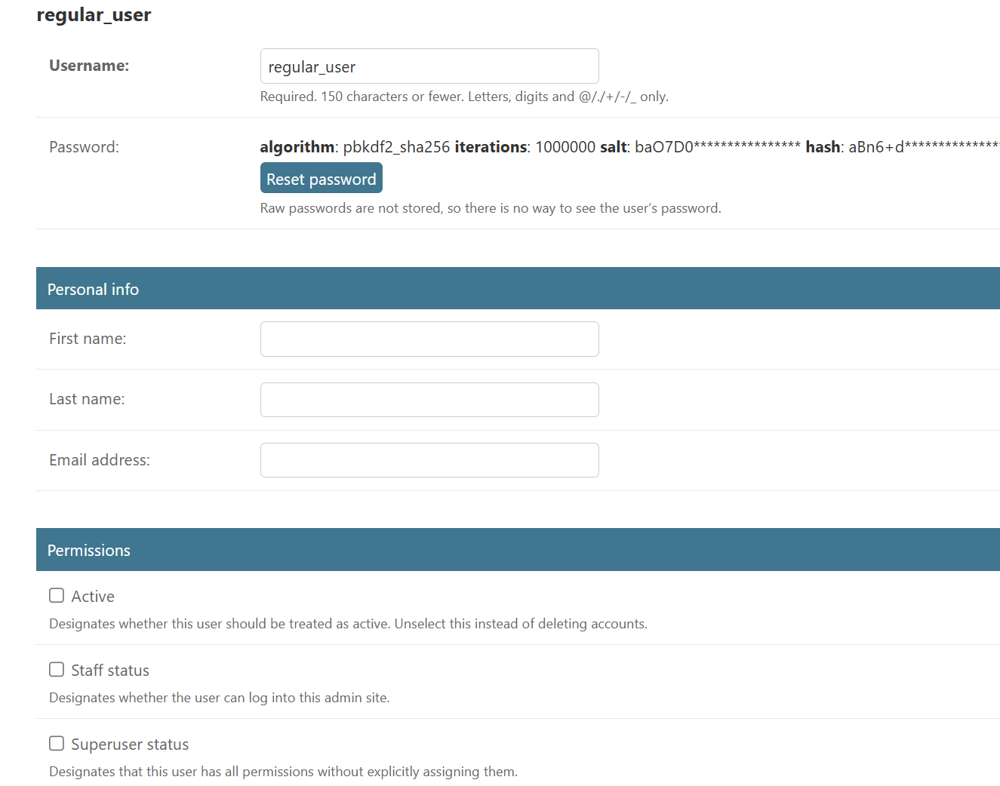 regular_user
Username:
regular_user
Required. 150 characters or fewer. Letters, digits and @/./+/-/_ only.
Password:
algorithm: pbkdf2_sha256 iterations: 1000000 salt: baO7D0**************** hash: aBn6+d***************
Reset password
Raw passwords are not stored, so there is no way to see the user’s password.
Personal info
First name:
Last name:
Email address:
Permissions
Active
Designates whether this user should be treated as active. Unselect this instead of deleting accounts.
Staff status
Designates whether the user can log into this admin site.
Superuser status
Designates that this user has all permissions without explicitly assigning them.